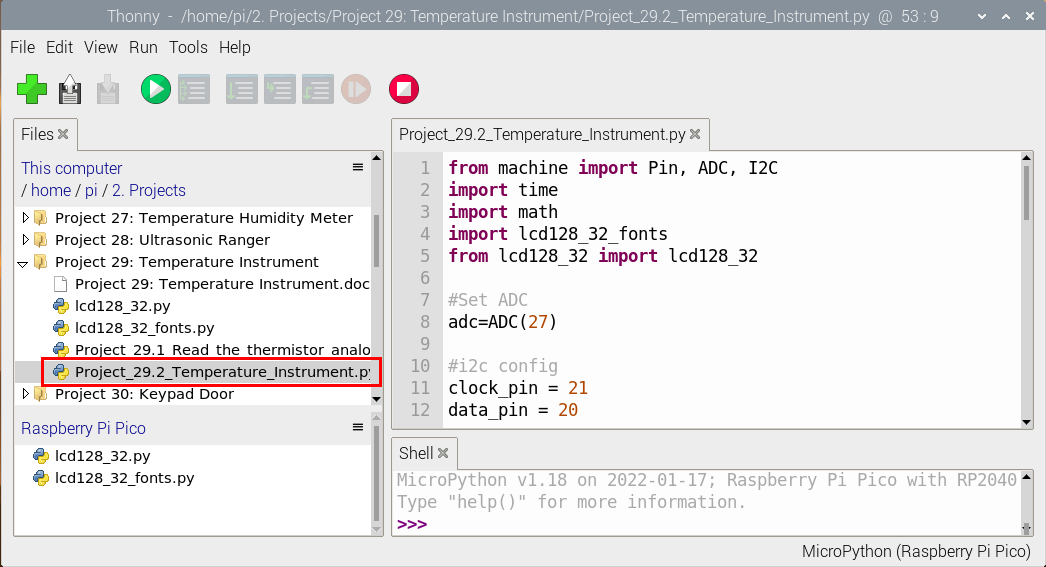 Thonny - /home/pi/2. Projects/Project 29: Temperature Instrument/Project_29.2_Temperature_Instrument.py @ 53 : 9
File Edit View Run Tools Help
Files
This computer
/ home / pi / 2. Projects
Project 27: Temperature Humidity Meter
Project 28: Ultrasonic Ranger
Project 29: Temperature Instrument
Project 29: Temperature Instrument.doc
lcd128_32.py
lcd128_32_fonts.py
Project_29.1_Read_the_thermistor_analo
Project_29.2_Temperature_Instrument.py
Project 30: Keypad Door
Raspberry Pi Pico
lcd128_32.py
lcd128_32_fonts.py
Project_29.2_Temperature_Instrument.py
1 from machine import Pin, ADC, I2C
2 import time
3 import math
4 import lcd128_32_fonts
5 from lcd128_32 import lcd128_32
6
7 #Set ADC
8 adc=ADC(27)
9
10 #i2c config
11 clock_pin = 21
12 data_pin = 20
Shell
MicroPython v1.18 on 2022-01-17; Raspberry Pi Pico with RP2040
Type "help()" for more information.
>>>
MicroPython (Raspberry Pi Pico)